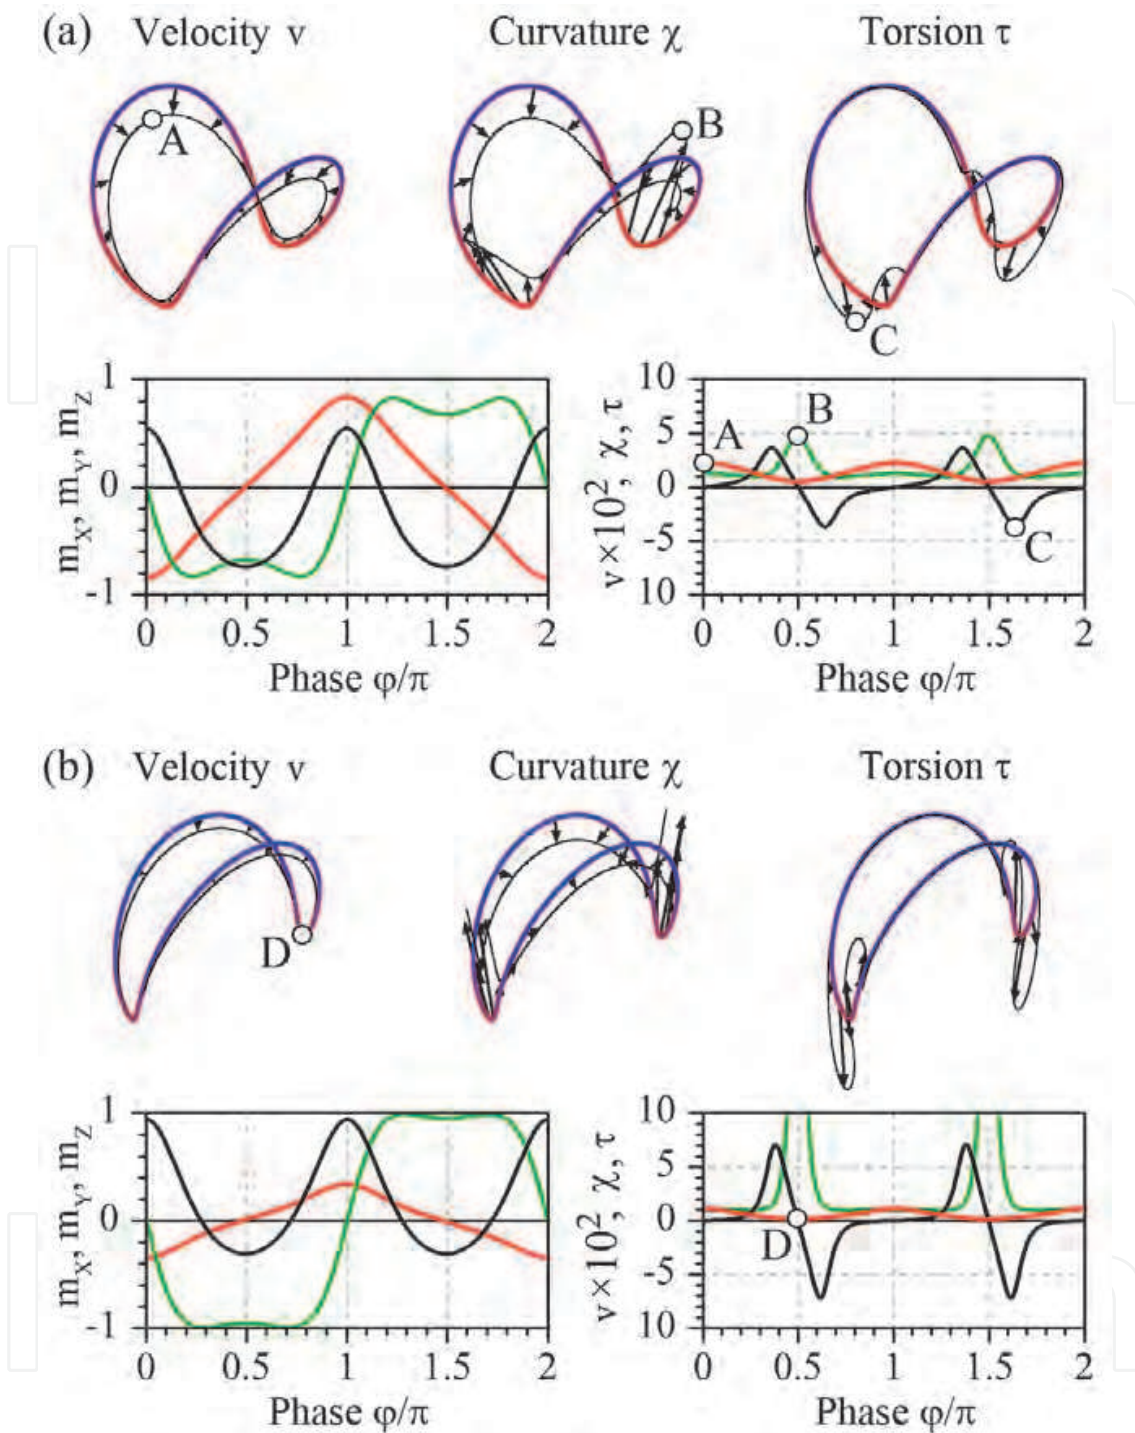 (a) Velocity v Curvature χ Torsion τ
A B C
m_X, m_Y, m_Z
1
0
-1
0 0.5 1 1.5 2
Phase φ/π
v×10², χ, τ
10
5
0
-5
10
A B C
0 0.5 1 1.5 2
Phase φ/π
(b) Velocity v Curvature χ Torsion τ
D
m_X, m_Y, m_Z
1
0
-1
0 0.5 1 1.5 2
Phase φ/π
v×10², χ, τ
10
5
0
-5
10
D
0 0.5 1 1.5 2
Phase φ/π